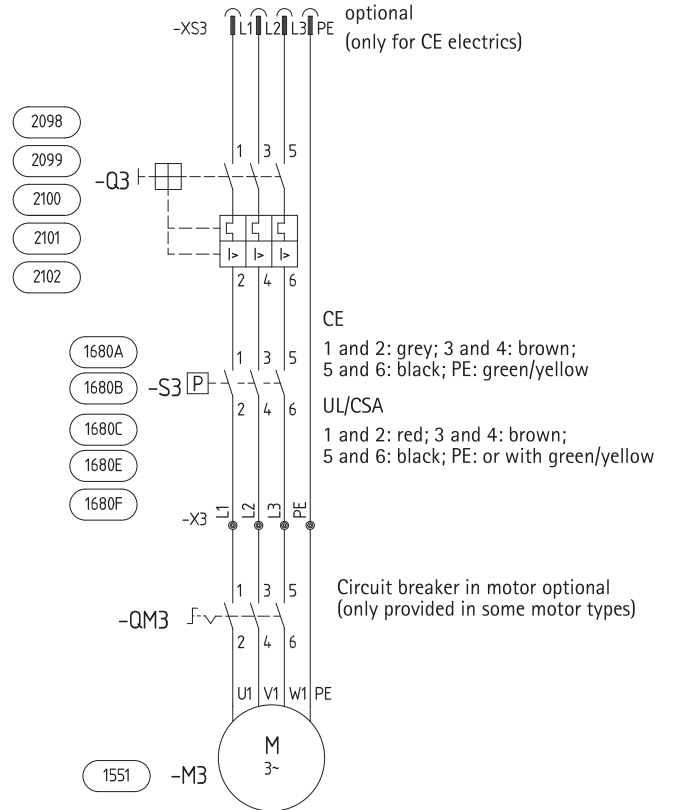 optional
-XS3 L1 L2 L3 PE
(only for CE electrics)
2098
1 3 5
2099
-Q3
2100
2101
I> I> I>
2102
2 4 6
CE
1680A
1 and 2: grey; 3 and 4: brown;
1 3 5
5 and 6: black; PE: green/yellow
1680B
-S3 P
UL/CSA
2 4 6
1680C
1 and 2: red; 3 and 4: brown;
5 and 6: black; PE: or with green/yellow
1680E
1680F
-X3 L1 L2 L3 PE
1 3 5
Circuit breaker in motor optional
(only provided in some motor types)
-QM3
2 4 6
U1 V1 W1 PE
M
3~
1551
-M3